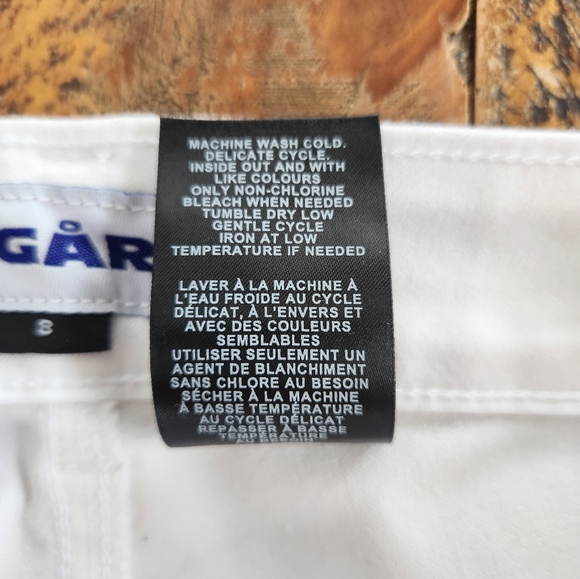 MACHINE WASH COLD.
DELICATE CYCLE.
INSIDE OUT AND WITH
LIKE COLOURS
ONLY NON-CHLORINE
BLEACH WHEN NEEDED
TUMBLE DRY LOW
GENTLE CYCLE
IRON AT LOW
TEMPERATURE IF NEEDED
LAVER À LA MACHINE À
L'EAU FROIDE AU CYCLE
DÉLICAT, À L'ENVERS ET
AVEC DES COULEURS
SEMBLABLES
UTILISER SEULEMENT UN
AGENT DE BLANCHIMENT
SANS CHLORE AU BESOIN
SÉCHER À LA MACHINE
À BASSE TEMPÉRATURE
AU CYCLE DÉLICAT
REPASSER À BASSE
TEMPÉRATURE
AU BESOIN
GÅR
8